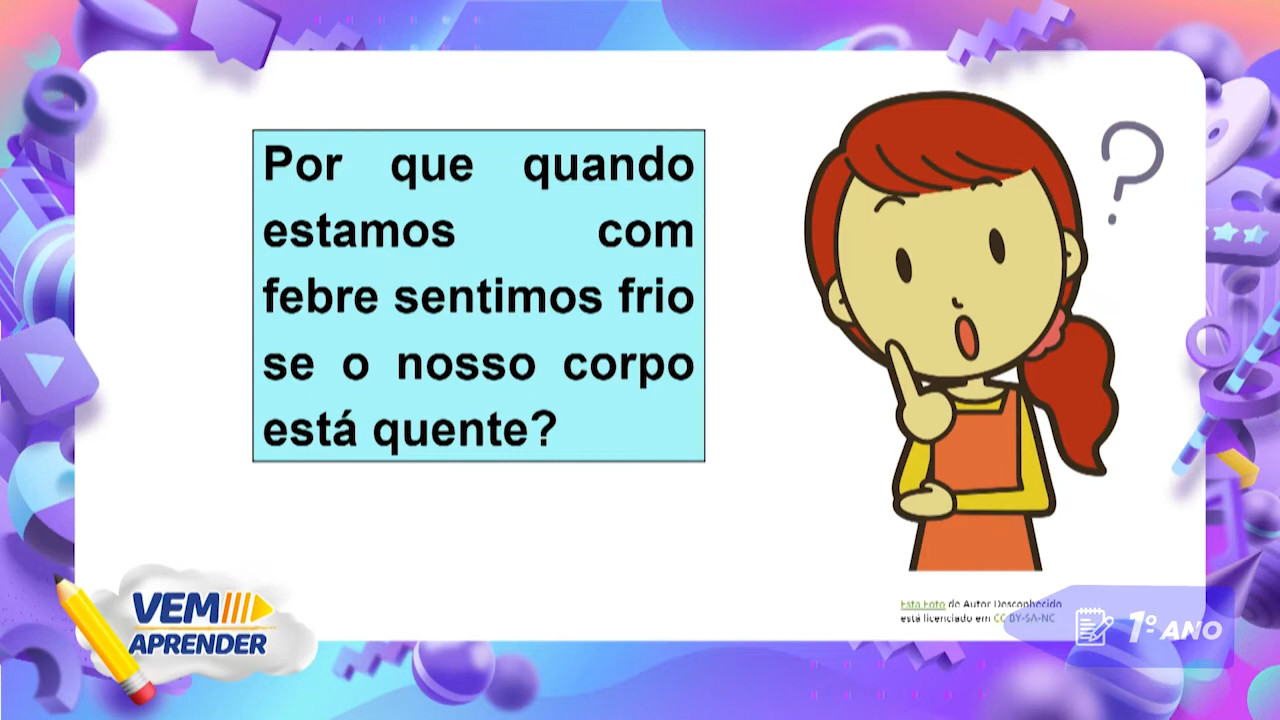 Por que quando
estamos com
febre sentimos frio
se o nosso corpo
está quente?
?
Esta Foto de Autor Desconhecido
está licenciado em CC BY-SA-NC
VEM
APRENDER
1º ANO